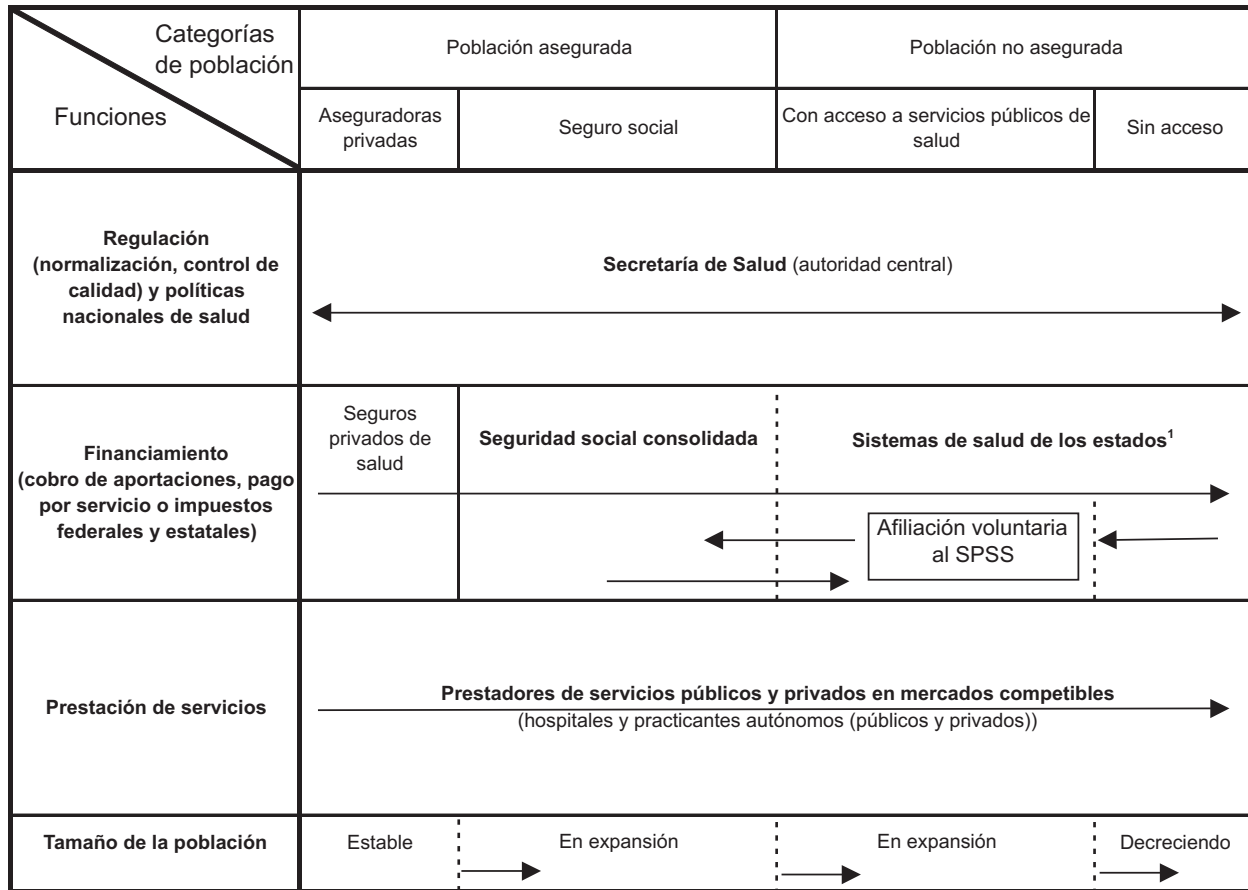 Categorías
de población
Funciones
Población asegurada
Población no asegurada
Aseguradoras
privadas
Seguro social
Con acceso a servicios públicos de
salud
Sin acceso
Regulación
(normalización, control de
calidad) y políticas
nacionales de salud
Secretaría de Salud (autoridad central)
Financiamiento
(cobro de aportaciones, pago
por servicio o impuestos
federales y estatales)
Seguros
privados de
salud
Seguridad social consolidada
Sistemas de salud de los estados¹
Afiliación voluntaria
al SPSS
Prestación de servicios
Prestadores de servicios públicos y privados en mercados competibles
(hospitales y practicantes autónomos (públicos y privados))
Tamaño de la población
Estable
En expansión
En expansión
Decreciendo